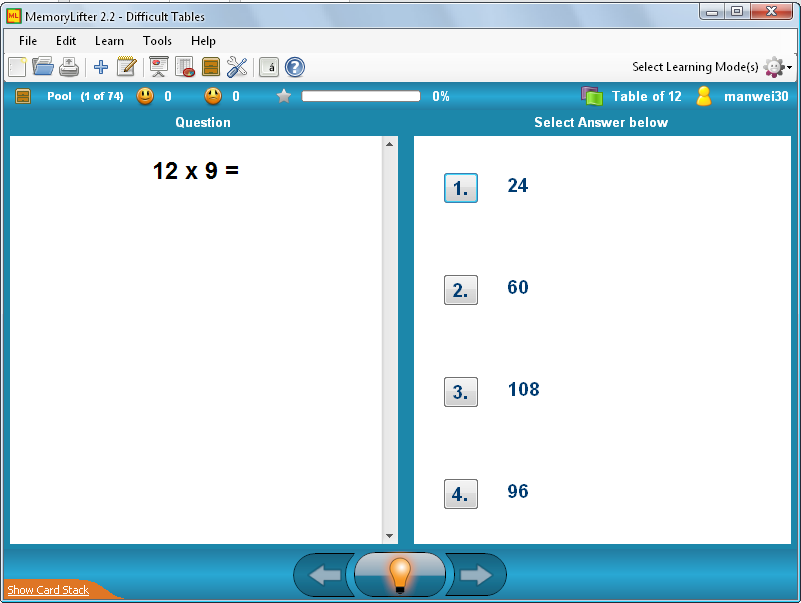 MemoryLifter 2.2 - Difficult Tables
File Edit Learn Tools Help
Select Learning Mode(s)
Pool (1 of 74) 0 0 0% Table of 12 manwei30
Question
Select Answer below
12 x 9 =
1. 24
2. 60
3. 108
4. 96
Show Card Stack